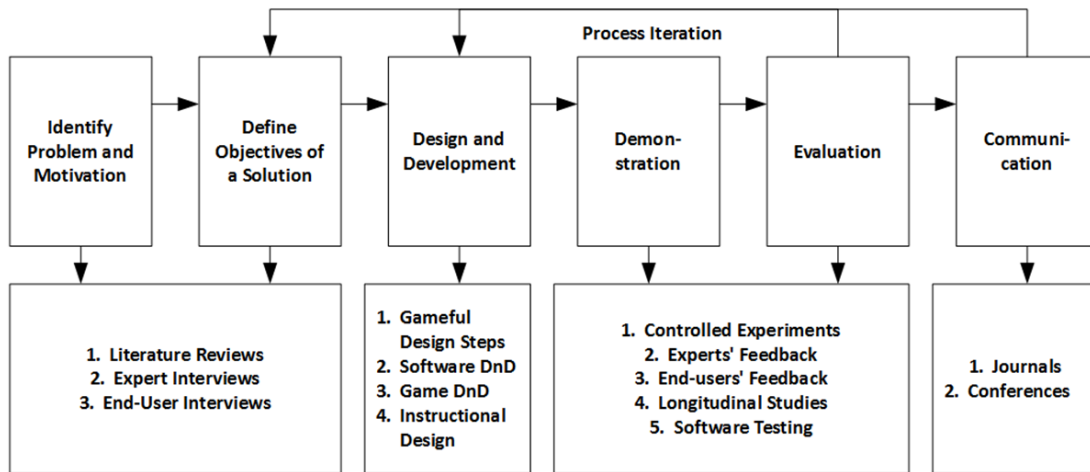 Process Iteration
Identify
Problem and
Motivation
Define
Objectives of
a Solution
Design and
Development
Demon-
stration
Evaluation
Communi-
cation
1. Literature Reviews
2. Expert Interviews
3. End-User Interviews
1. Gameful
Design Steps
2. Software DnD
3. Game DnD
4. Instructional
Design
1. Controlled Experiments
2. Experts' Feedback
3. End-users' Feedback
4. Longitudinal Studies
5. Software Testing
1. Journals
2. Conferences